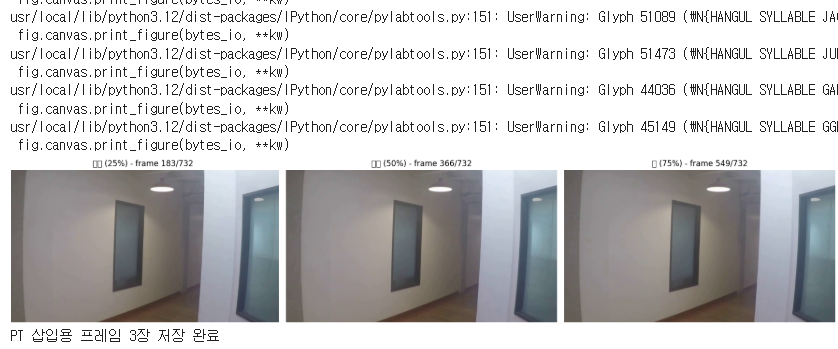 fig.canvas.print_figure(bytes_io, **kw)
usr/local/lib/python3.12/dist-packages/IPython/core/pylabtools.py:151: UserWarning: Glyph 51089 (₩N{HANGUL SYLLABLE
fig.canvas.print_figure(bytes_io, **kw)
usr/local/lib/python3.12/dist-packages/IPython/core/pylabtools.py:151: UserWarning: Glyph 51473 (₩N{HANGUL SYLLABLE
fig.canvas.print_figure(bytes_io, **kw)
usr/local/lib/python3.12/dist-packages/IPython/core/pylabtools.py:151: UserWarning: Glyph 44036 (₩N{HANGUL SYLLABLE
fig.canvas.print_figure(bytes_io, **kw)
usr/local/lib/python3.12/dist-packages/IPython/core/pylabtools.py:151: UserWarning: Glyph 45149 (₩N{HANGUL SYLLABLE
fig.canvas.print_figure(bytes_io, **kw)
□□ (25%) - frame 183/732 □□ (50%) - frame 366/732 □ (75%) - frame 549/732
PT 삽입용 프레임 3장 저장 완료